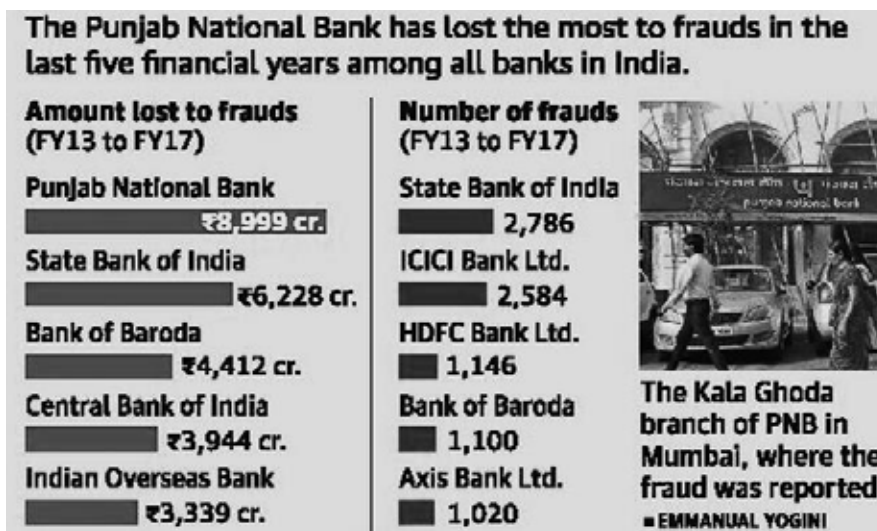 The Punjab National Bank has lost the most to frauds in the
last five financial years among all banks in India.
Amount lost to frauds
(FY13 to FY17)
Punjab National Bank
₹8,999 cr.
State Bank of India
₹6,228 cr.
Bank of Baroda
₹4,412 cr.
Central Bank of India
₹3,944 cr.
Indian Overseas Bank
₹3,339 cr.
Number of frauds
(FY13 to FY17)
State Bank of India
2,786
ICICI Bank Ltd.
2,584
HDFC Bank Ltd.
1,146
Bank of Baroda
1,100
Axis Bank Ltd.
1,020
punjab national bank
The Kala Ghoda
branch of PNB in
Mumbai, where the
fraud was reported
■ EMMANUAL YOGINI